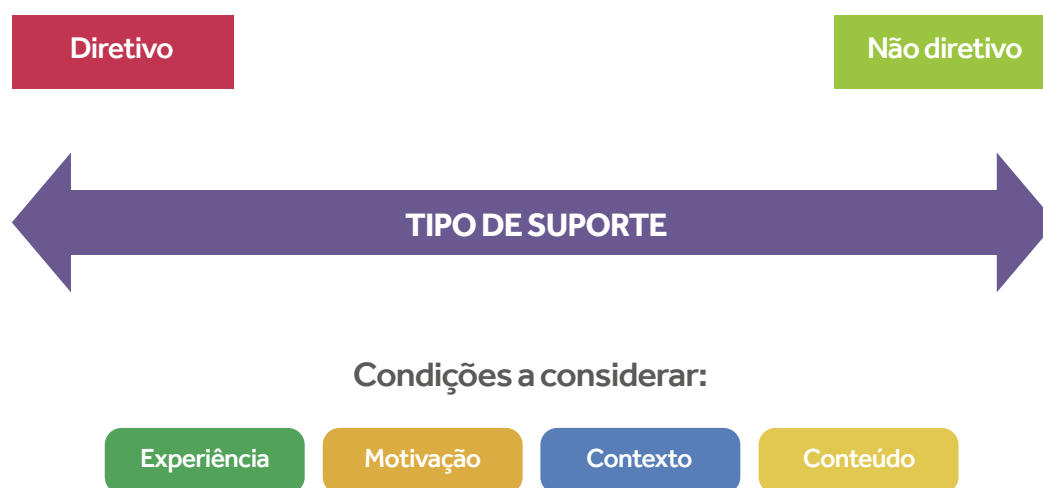 Diretivo
Não diretivo
TIPO DE SUPORTE
Condições a considerar:
Experiência
Motivação
Contexto
Conteúdo